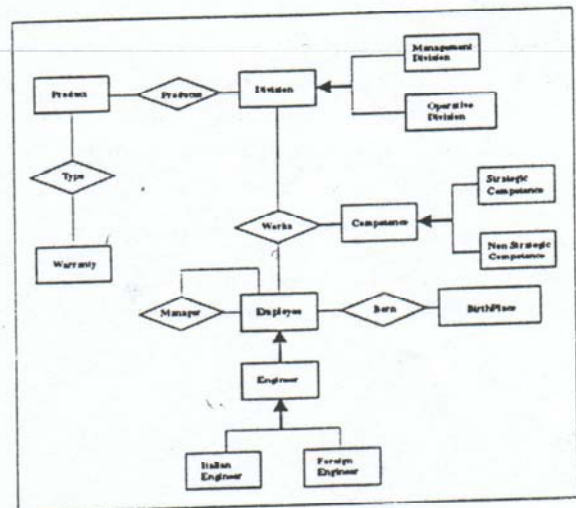 Management
Division
Product
Produces
Division
Operative
Division
Type
Strategic
Competence
Works
Competence
Warranty
Non Strategic
Competence
Manager
Employee
Born
BirthPlace
Engineer
Italian
Engineer
Foreign
Engineer